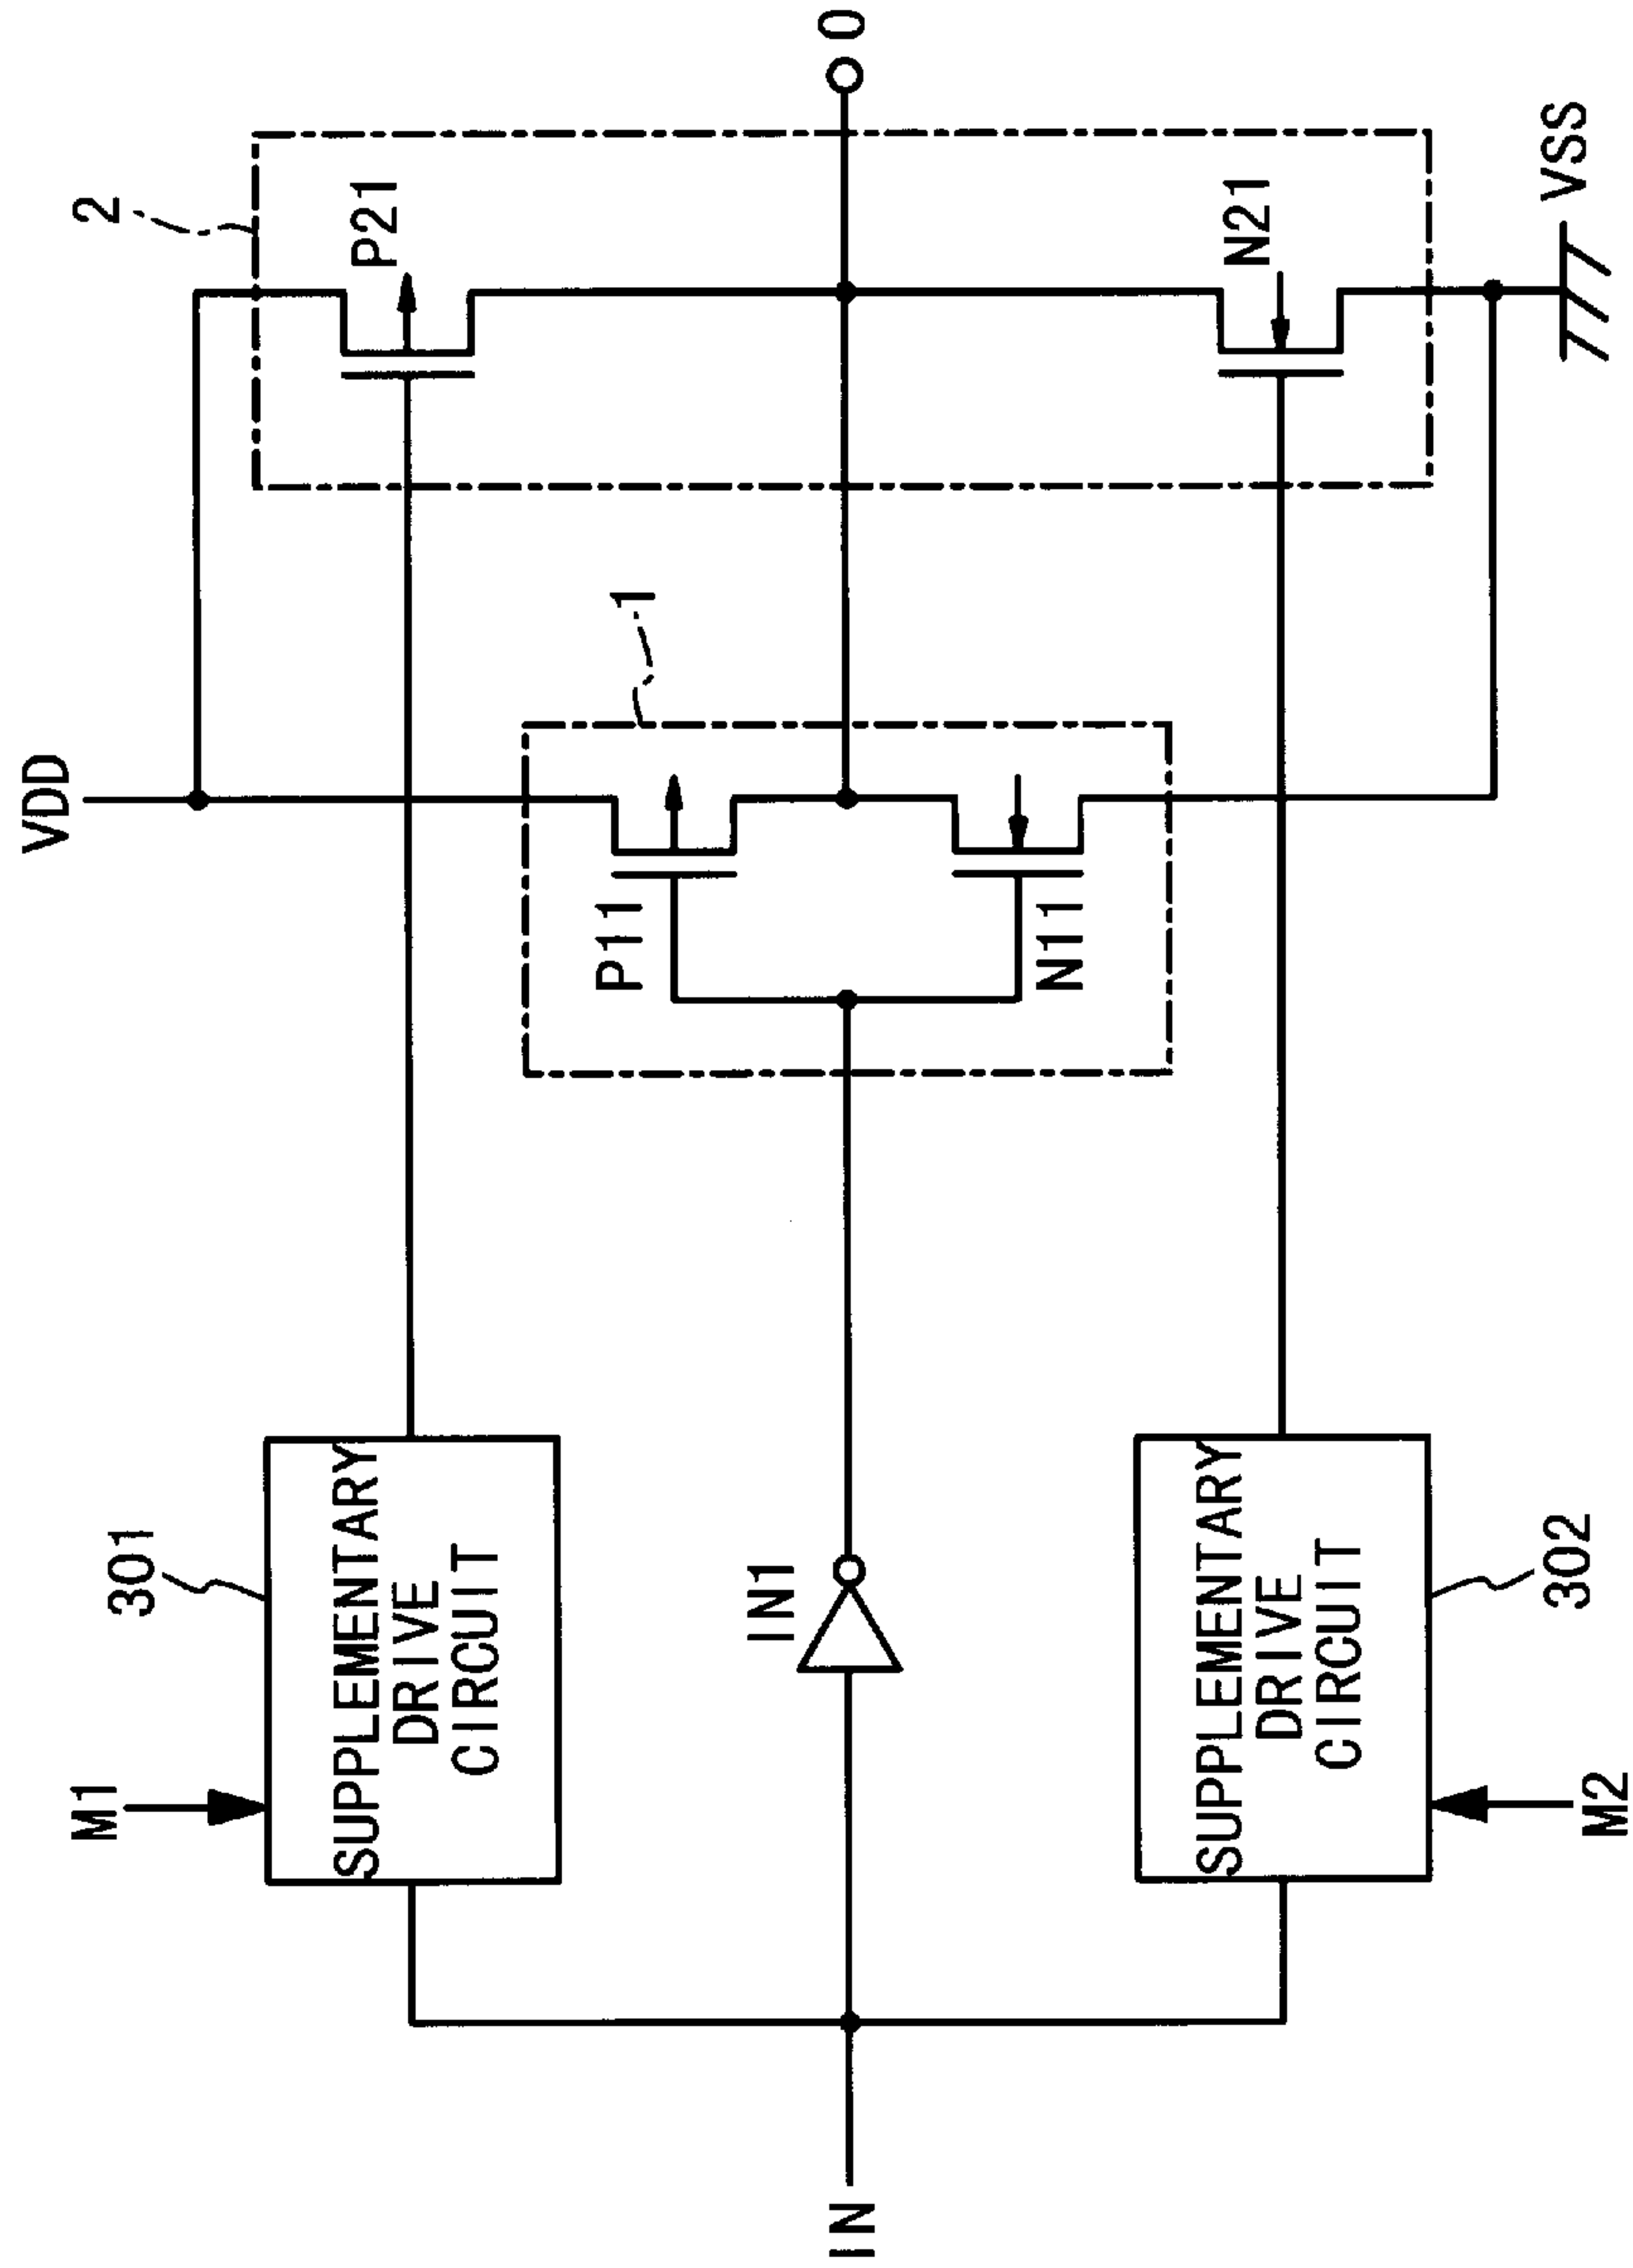 VDD
2
P21
O
N21
VSS
1
P11
N11
301
M1
SUPPLEMENTARY
DRIVE
CIRCUIT
IN1
IN
SUPPLEMENTARY
DRIVE
CIRCUIT
302
M2